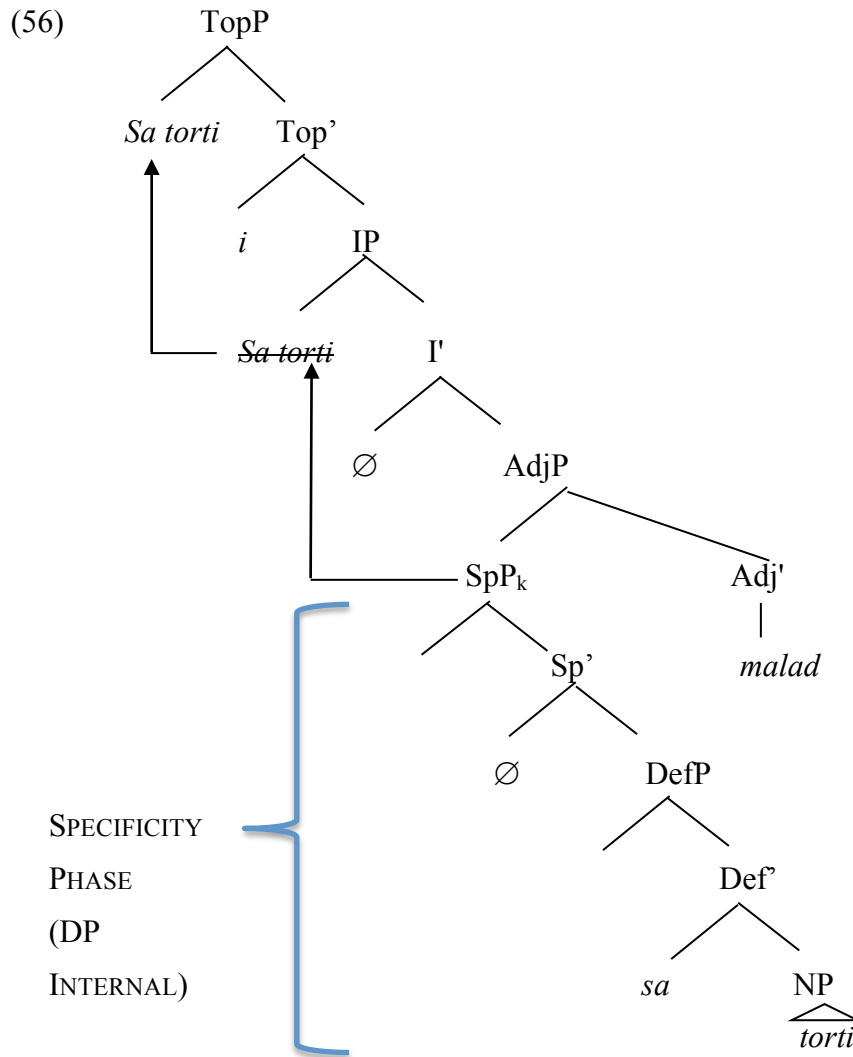 (56) TopP
Sa torti Top’
i IP
Sa torti I'
∅ AdjP
SpPk Adj'
Sp’ malad
∅ DefP
SPECIFICITY
PHASE Def’
(DP
INTERNAL) sa NP
torti